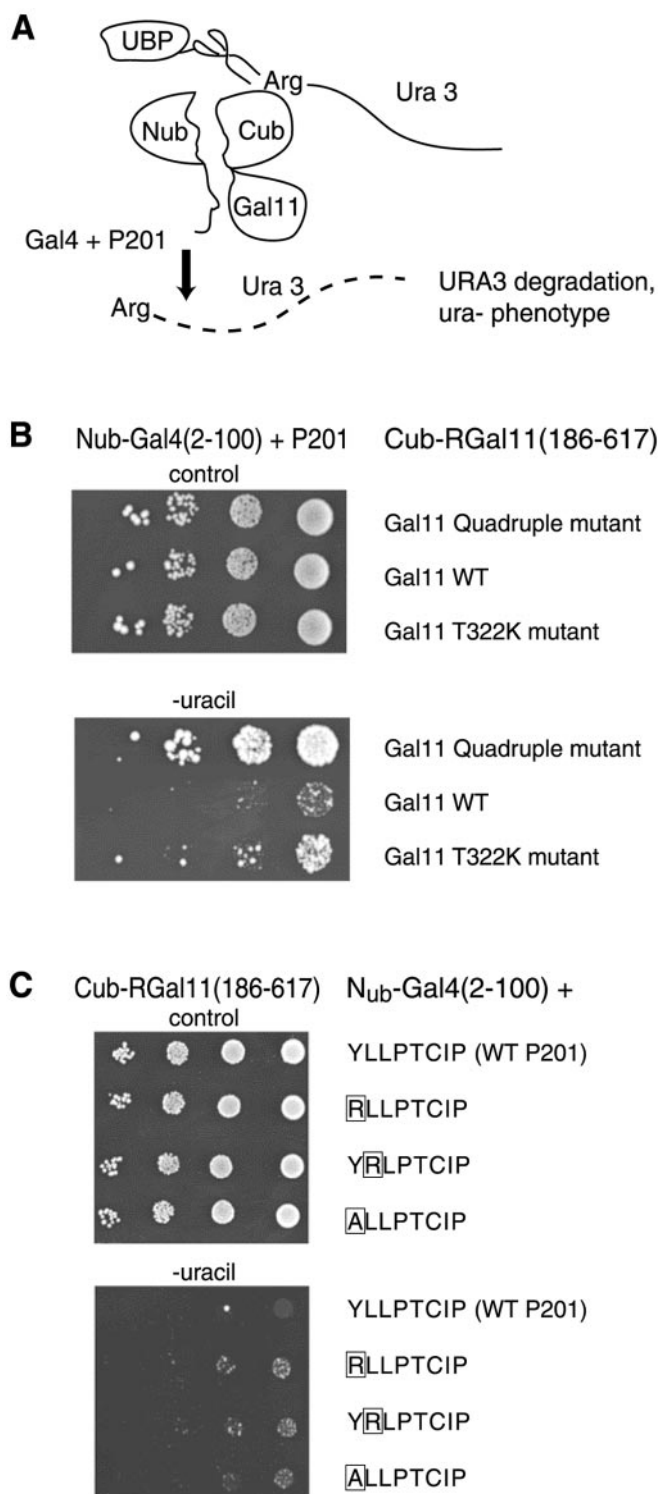 A
UBP
Arg
Ura 3
Nub
Cub
Gal11
Gal4 + P201
Ura 3
Arg
URA3 degradation,
ura- phenotype
B
Nub-Gal4(2-100) + P201
Cub-RGal11(186-617)
control
Gal11 Quadruple mutant
Gal11 WT
Gal11 T322K mutant
-uracil
Gal11 Quadruple mutant
Gal11 WT
Gal11 T322K mutant
C
Cub-RGal11(186-617)
Nub-Gal4(2-100) +
control
YLLPTCIP (WT P201)
RLLPTCIP
YRLPTCIP
ALLPTCIP
-uracil
YLLPTCIP (WT P201)
RLLPTCIP
YRLPTCIP
ALLPTCIP